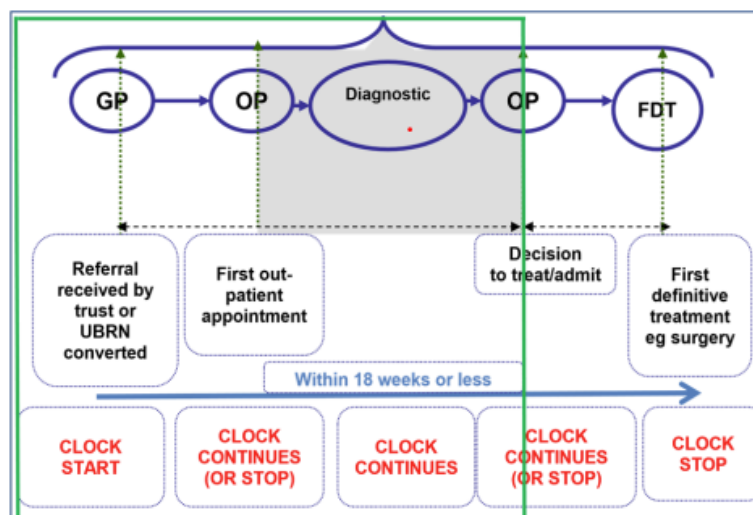 GP
OP
Diagnostic
OP
FDT
Referral
received by
trust or
UBRN
converted
First out-
patient
appointment
Decision
to treat/admit
First
definitive
treatment
eg surgery
Within 18 weeks or less
CLOCK
START
CLOCK
CONTINUES
(OR STOP)
CLOCK
CONTINUES
CLOCK
CONTINUES
(OR STOP)
CLOCK
STOP